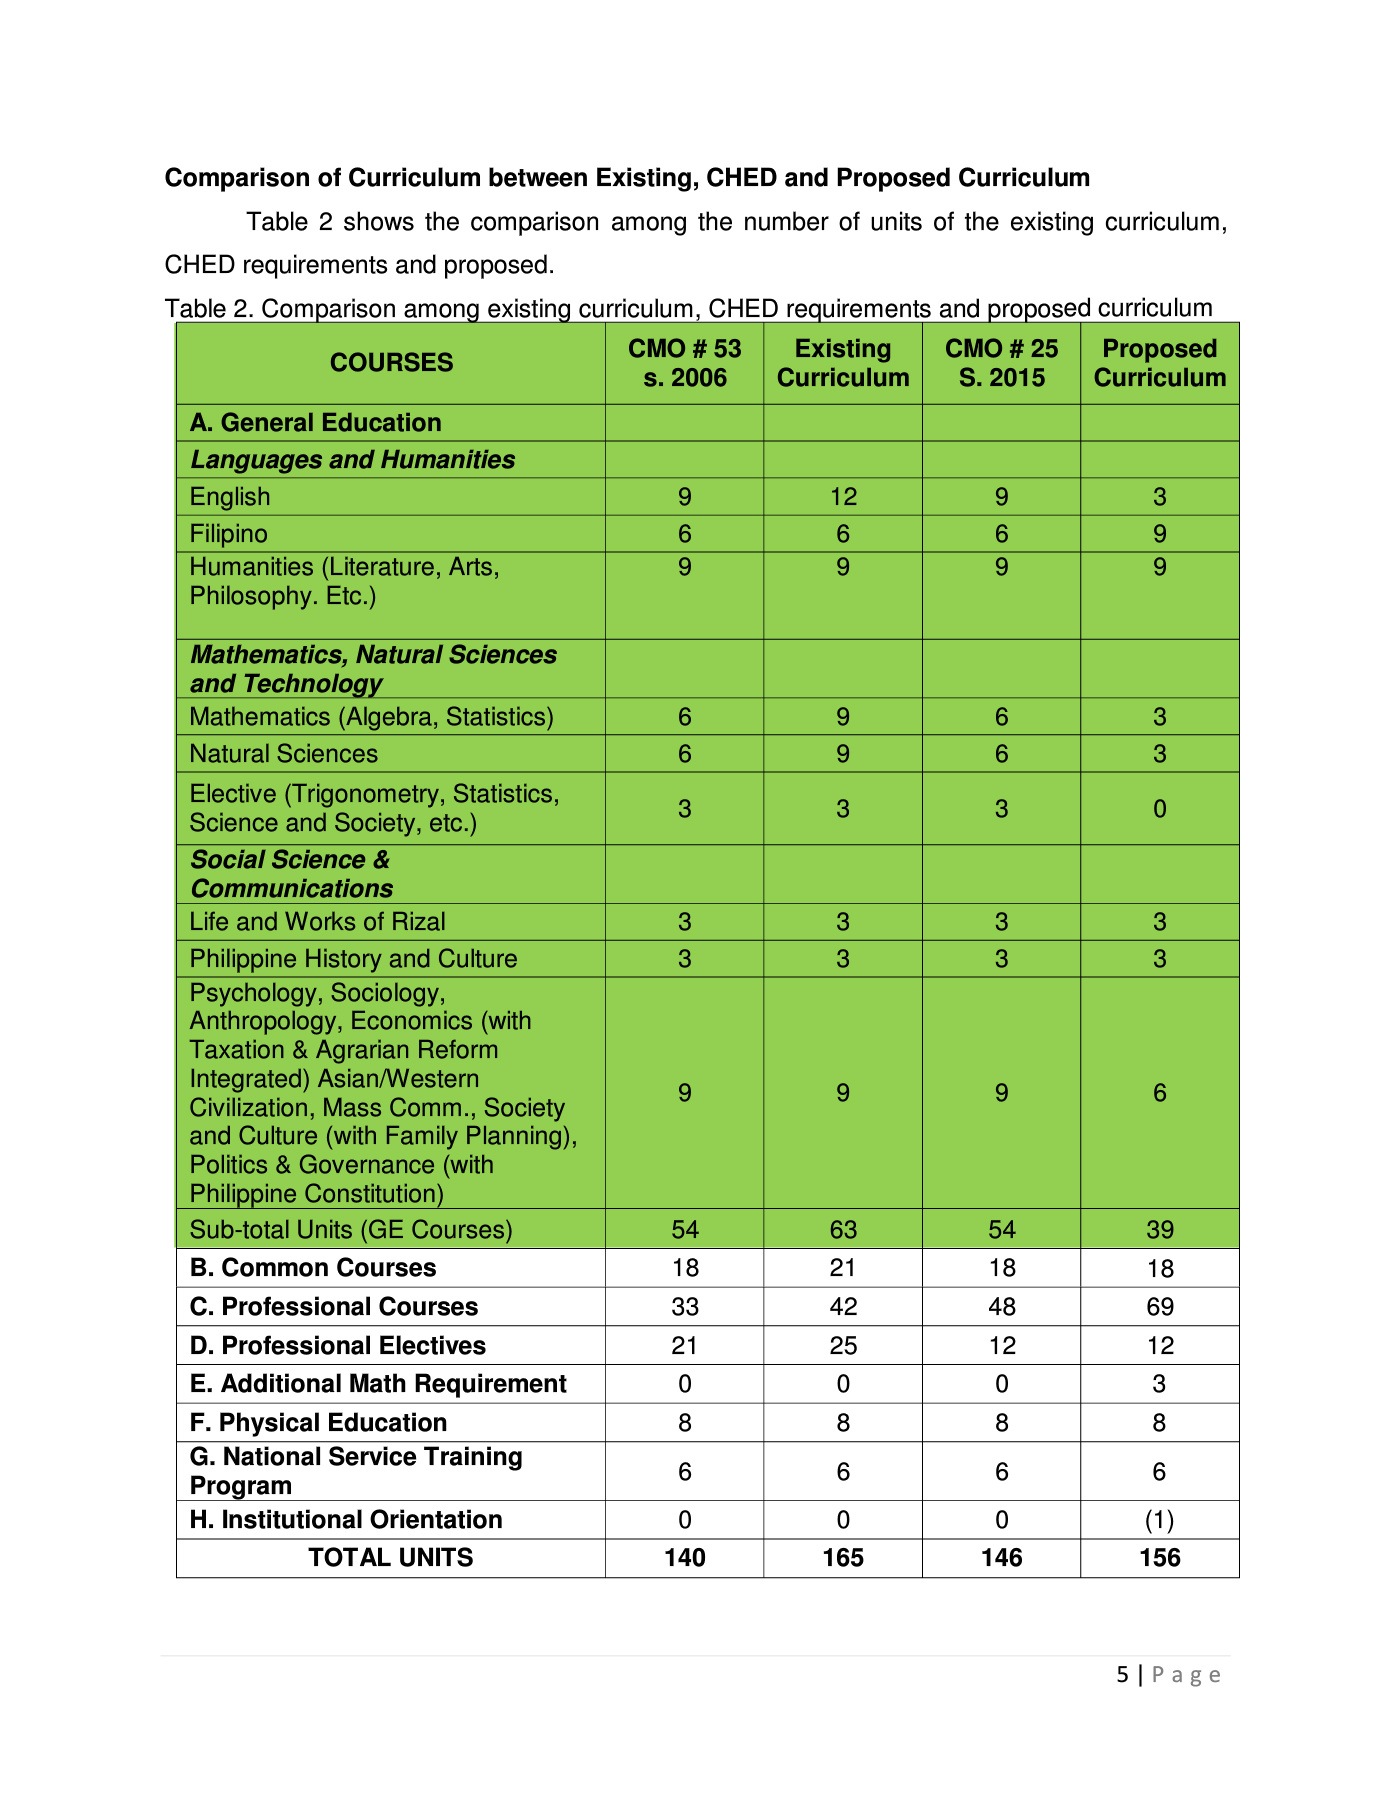 Comparison of Curriculum between Existing, CHED and Proposed Curriculum
Table 2 shows the comparison among the number of units of the existing curriculum,
CHED requirements and proposed.
Table 2. Comparison among existing curriculum, CHED requirements and proposed curriculum
COURSES CMO # 53 s. 2006 Existing Curriculum CMO # 25 S. 2015 Proposed Curriculum
A. General Education
Languages and Humanities
English 9 12 9 3
Filipino 6 6 6 9
Humanities (Literature, Arts, 9 9 9 9
Philosophy. Etc.)
Mathematics, Natural Sciences
and Technology
Mathematics (Algebra, Statistics) 6 9 6 3
Natural Sciences 6 9 6 3
Elective (Trigonometry, Statistics,
Science and Society, etc.) 3 3 3 0
Social Science &
Communications
Life and Works of Rizal 3 3 3 3
Philippine History and Culture 3 3 3 3
Psychology, Sociology,
Anthropology, Economics (with
Taxation & Agrarian Reform
Integrated) Asian/Western
Civilization, Mass Comm., Society
and Culture (with Family Planning),
Politics & Governance (with
Philippine Constitution) 9 9 9 6
Sub-total Units (GE Courses) 54 63 54 39
B. Common Courses 18 21 18 18
C. Professional Courses 33 42 48 69
D. Professional Electives 21 25 12 12
E. Additional Math Requirement 0 0 0 3
F. Physical Education 8 8 8 8
G. National Service Training
Program 6 6 6 6
H. Institutional Orientation 0 0 0 (1)
TOTAL UNITS 140 165 146 156
5 | Page